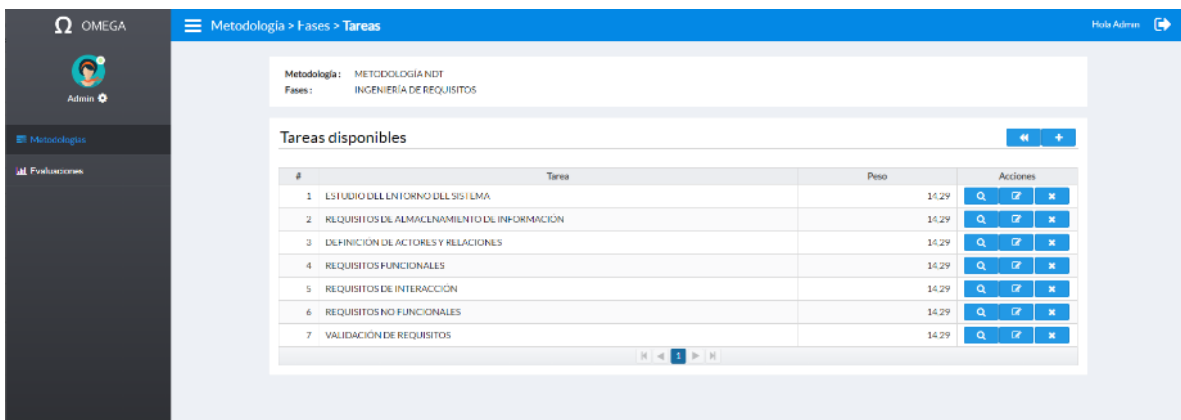 Ω OMEGA
Metodología > Fases > Tareas
Hola Admin
Admin
Metodologías
Evaluaciones
Metodología : METODOLOGÍA NDT
Fases : INGENIERÍA DE REQUISITOS
Tareas disponibles
# Tarea Peso Acciones
1 ESTUDIO DEL ENTORNO DEL SISTEMA 14,29
2 REQUISITOS DE ALMACENAMIENTO DE INFORMACIÓN 14,29
3 DEFINICIÓN DE ACTORES Y RELACIONES 14,29
4 REQUISITOS FUNCIONALES 14,29
5 REQUISITOS DE INTERACCIÓN 14,29
6 REQUISITOS NO FUNCIONALES 14,29
7 VALIDACIÓN DE REQUISITOS 14,29
1